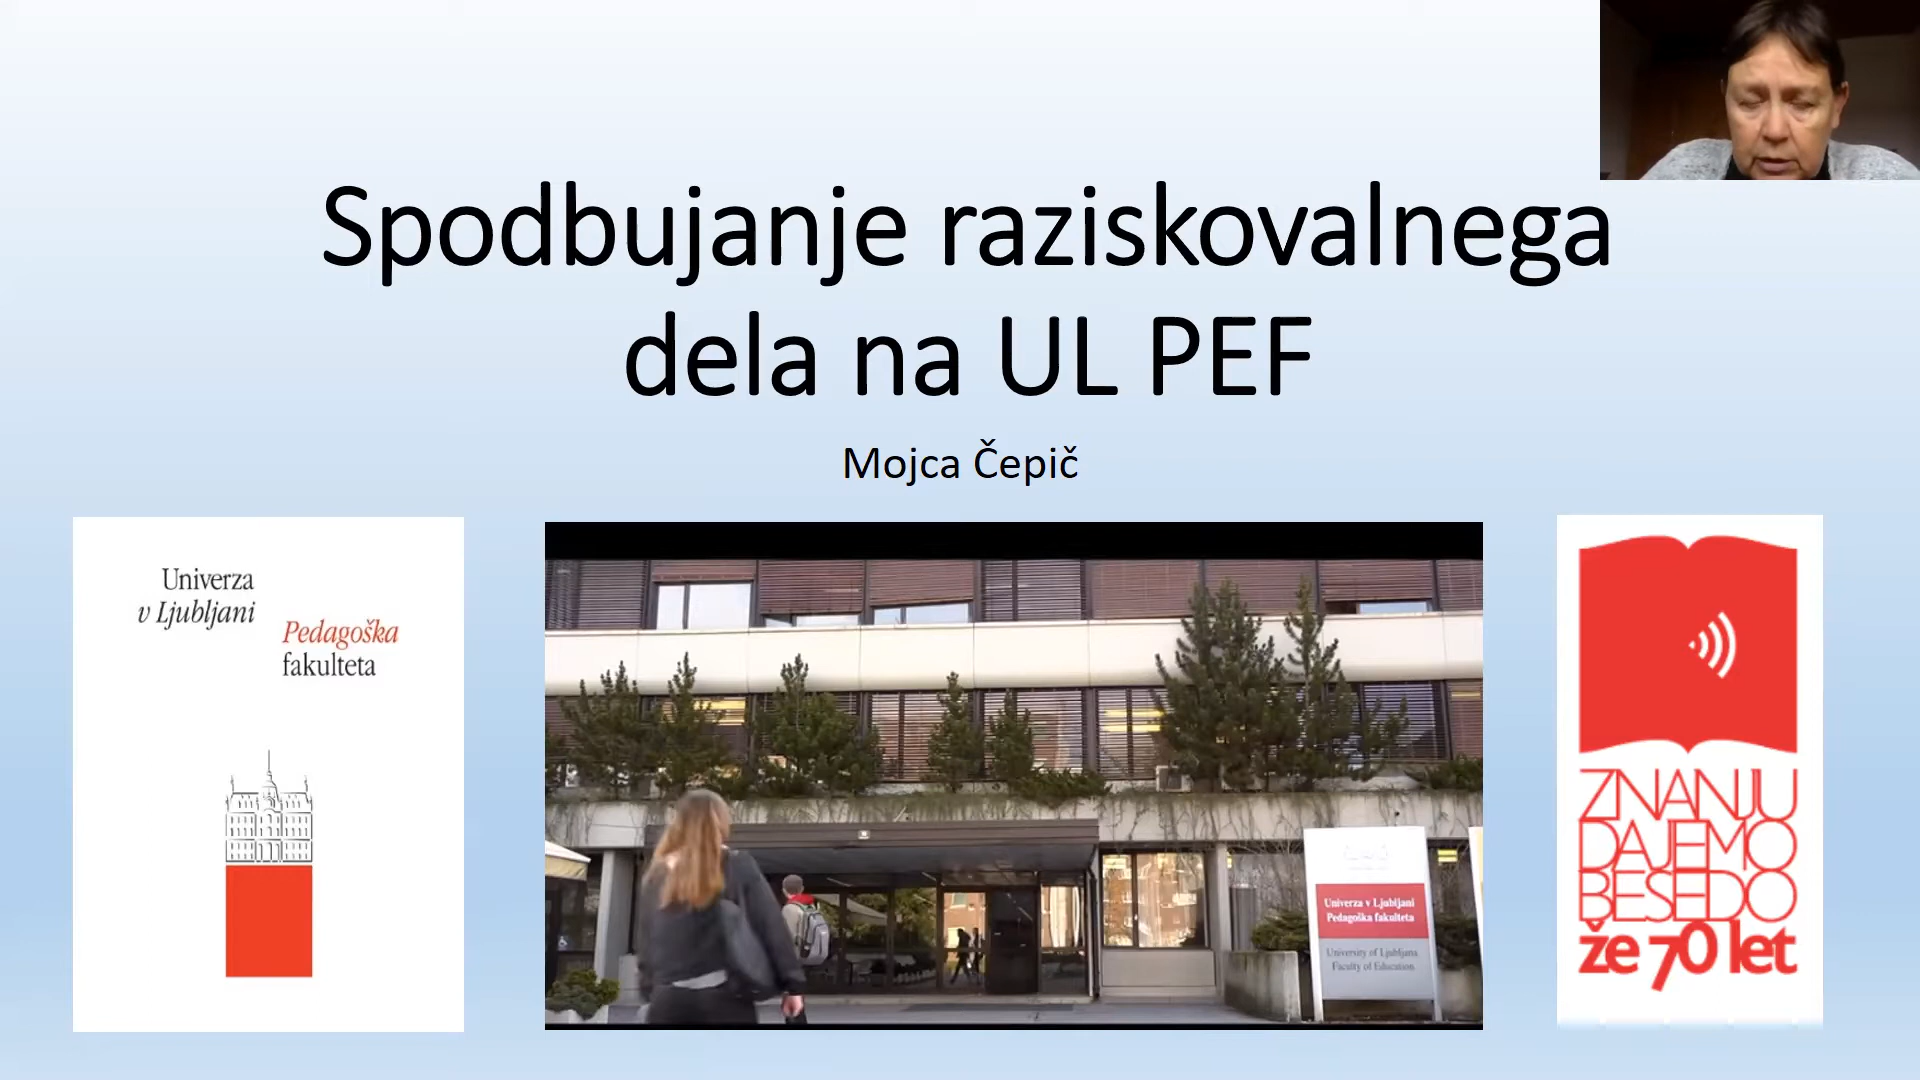 Spodbujanje raziskovalnega
dela na UL PEF
Mojca Čepič
Univerza
v Ljubljani
Pedagoška
fakulteta
Univerza v Ljubljani
Pedagoška fakulteta
University of Ljubljana
Faculty of Education
ZNANJU
DAJEMO
BESEDO
že 70 let